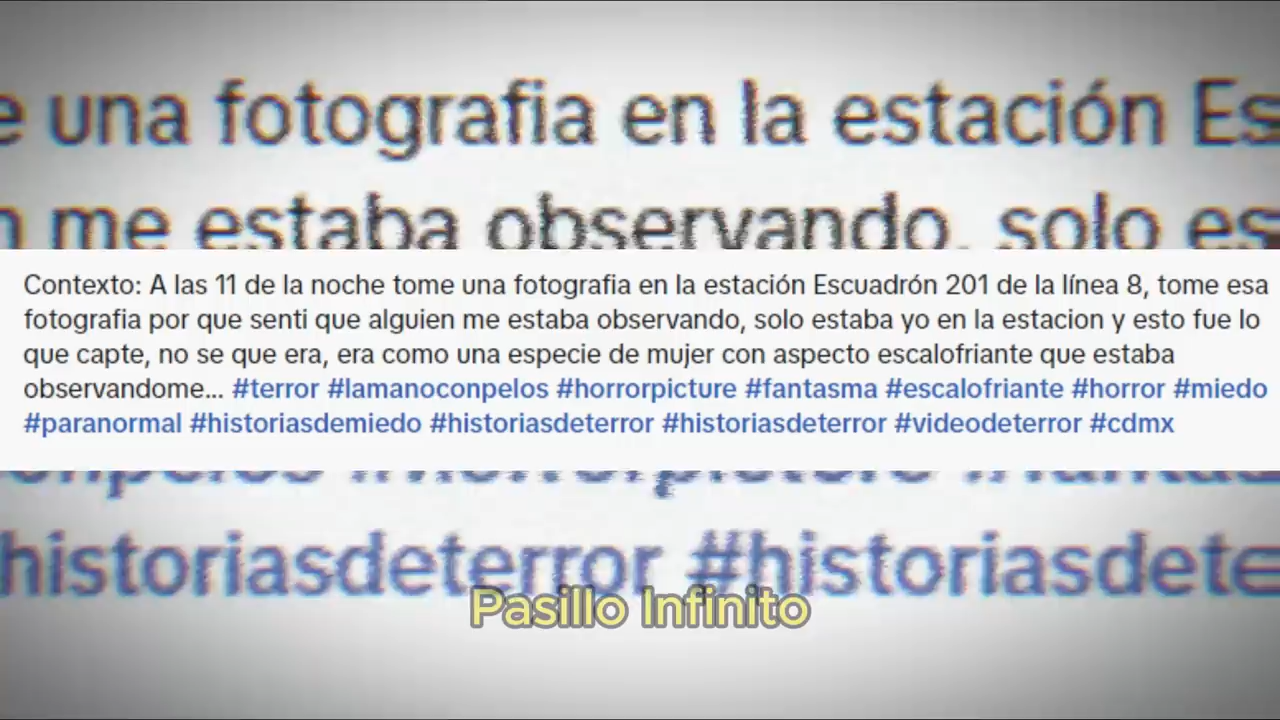 e una fotografia en la estación Es
n me estaba observando, solo es
Contexto: A las 11 de la noche tome una fotografia en la estación Escuadrón 201 de la línea 8, tome esa
fotografia por que senti que alguien me estaba observando, solo estaba yo en la estacion y esto fue lo
que capte, no se que era, era como una especie de mujer con aspecto escalofriante que estaba
observandome... #terror #lamanoconpelos #horrorpicture #fantasma #escalofriante #horror #miedo
#paranormal #historiasdemiedo #historiasdeterror #historiasdeterror #videodeterror #cdmx
historiasdeterror #historiasdete
Pasillo Infinito